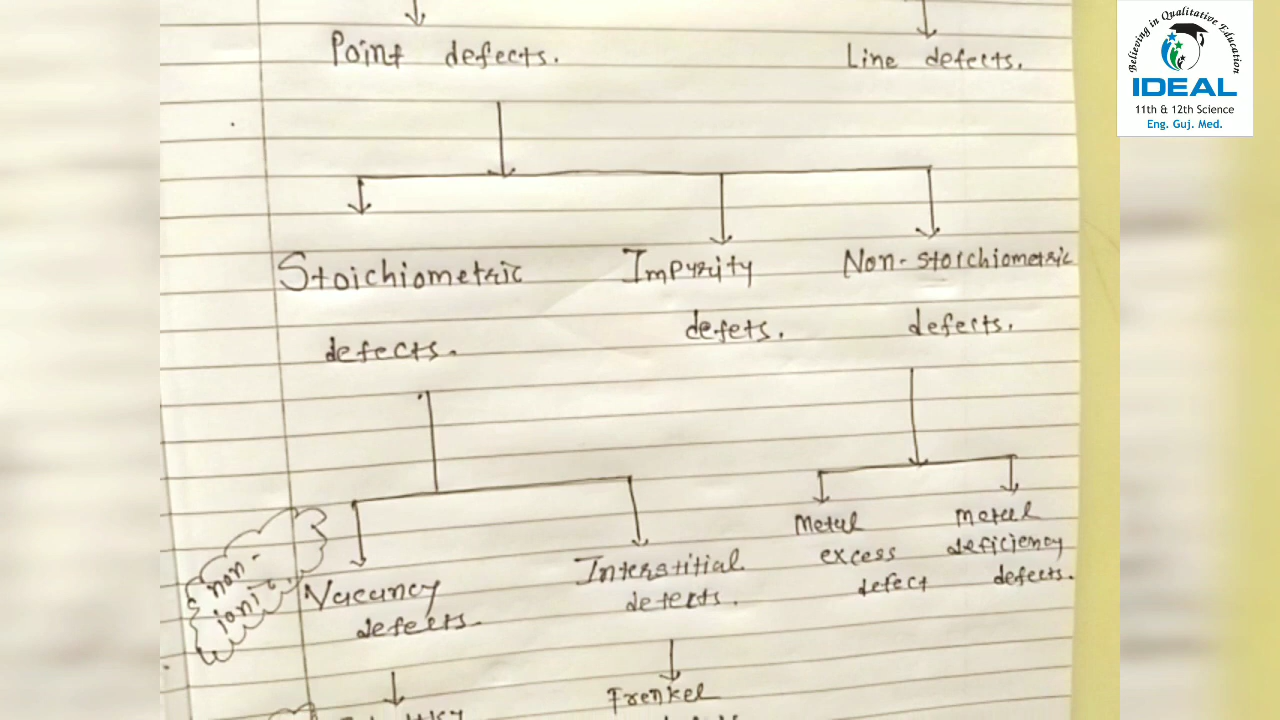 Point defects.
Line defects.
Stoichiometric
defects.
Impurity
defets.
Non-stoichiometric
defects.
non-
ionic.
Vacancy
defects.
Interstitial
defects.
Metal
excess
defect
Metal
deficiency
defects.
Frenkel
Believing in Qualitative Education
IDEAL
11th & 12th Science
Eng. Guj. Med.